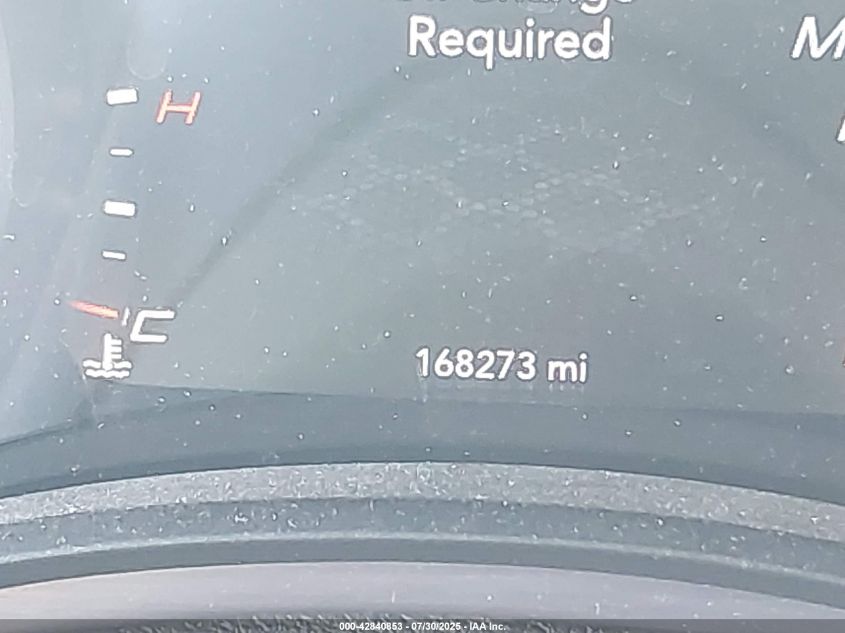 Required
H
C
168273 mi
000-42840853 - 07/30/2025 - IAA Inc.